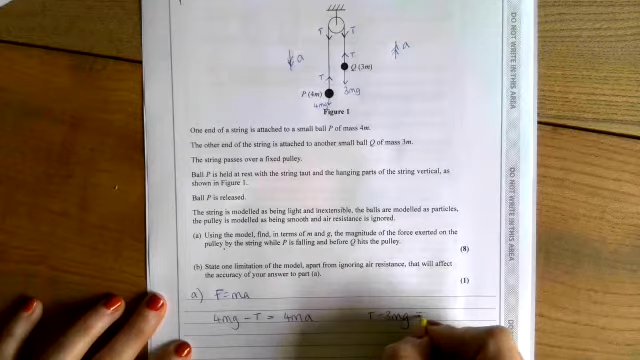 T T
a a
T
Q (3m)
T
P (4m) 3mg
4mg
Figure 1
One end of a string is attached to a small ball P of mass 4m.
The other end of the string is attached to another small ball Q of mass 3m.
The string passes over a fixed pulley.
Ball P is held at rest with the string taut and the hanging parts of the string vertical, as
shown in Figure 1.
Ball P is released.
The string is modelled as being light and inextensible, the balls are modelled as particles,
the pulley is modelled as being smooth and air resistance is ignored.
(a) Using the model, find, in terms of m and g, the magnitude of the force exerted on the
pulley by the string while P is falling and before Q hits the pulley.
(8)
(b) State one limitation of the model, apart from ignoring air resistance, that will affect
the accuracy of your answer to part (a).
(1)
a) F=ma
4mg - T = 4ma T - 3mg =
DO NOT WRITE IN THIS AREA
DO NOT WRITE IN THIS AREA
DO NOT WRITE IN THIS AREA